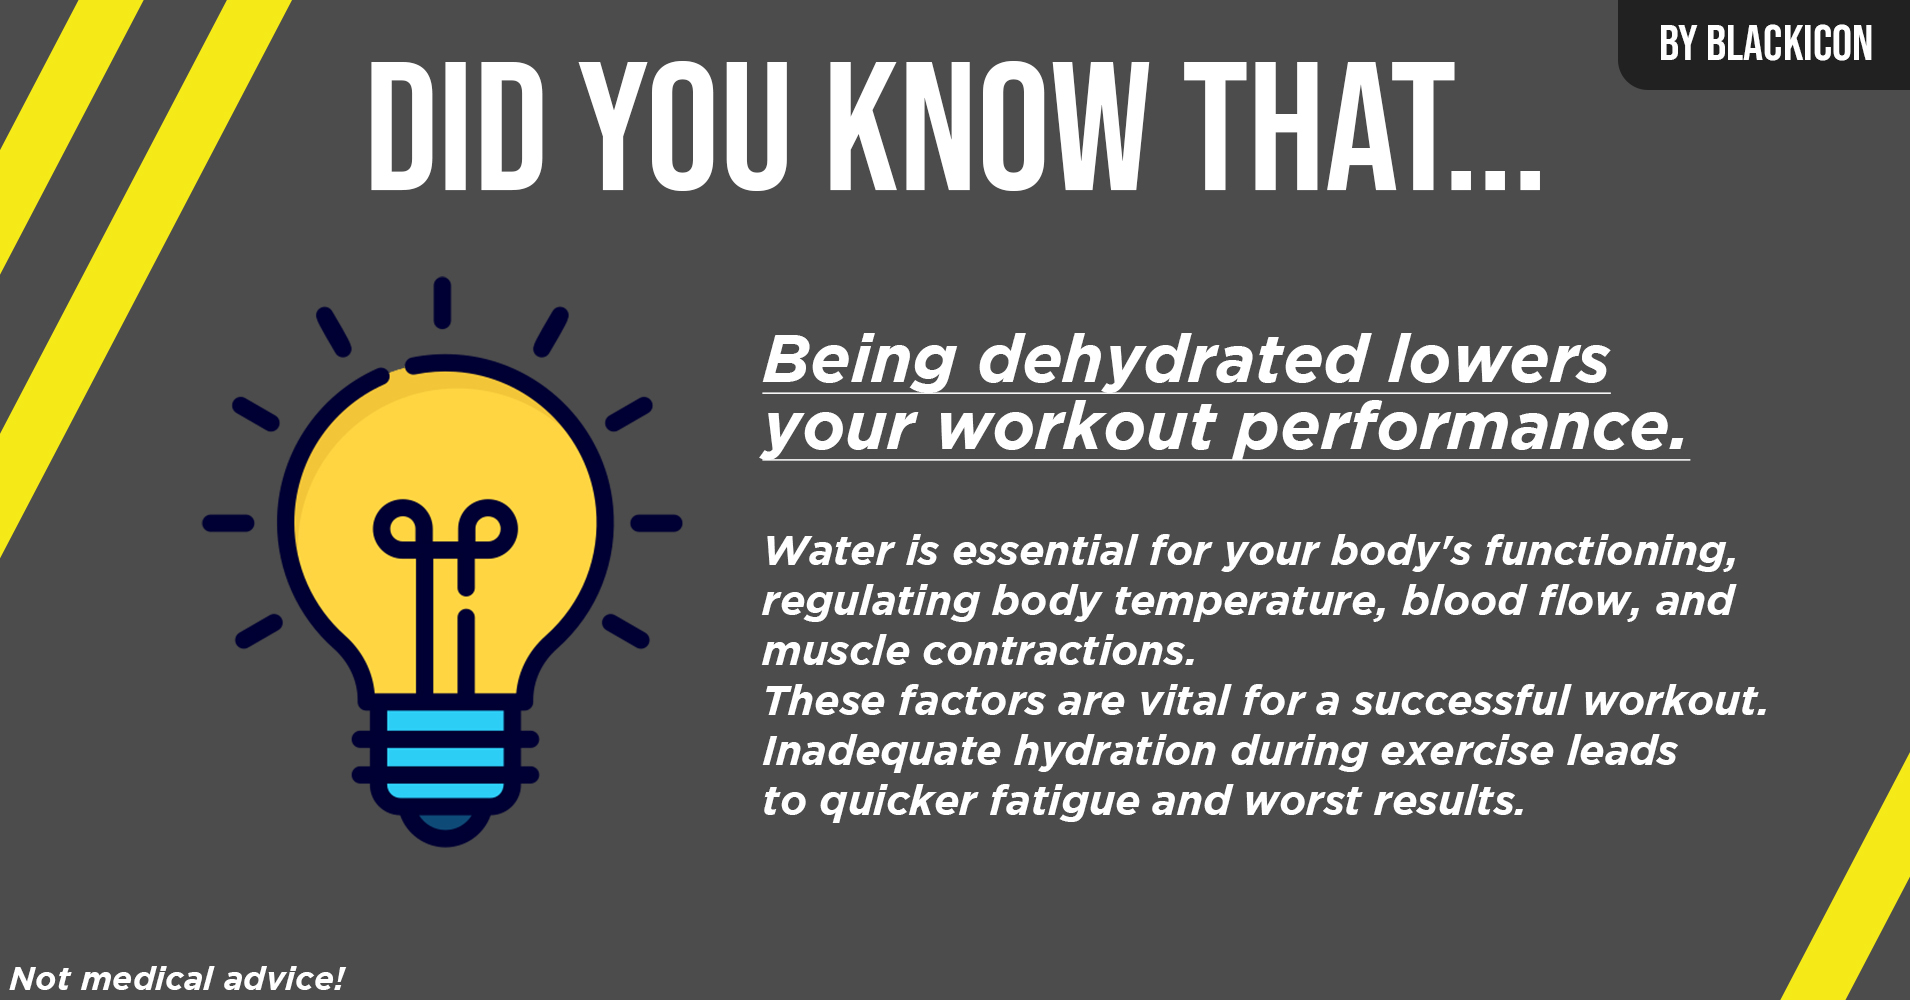 BY BLACKICON
DID YOU KNOW THAT...
Being dehydrated lowers
your workout performance.
Water is essential for your body's functioning,
regulating body temperature, blood flow, and
muscle contractions.
These factors are vital for a successful workout.
Inadequate hydration during exercise leads
to quicker fatigue and worst results.
Not medical advice!